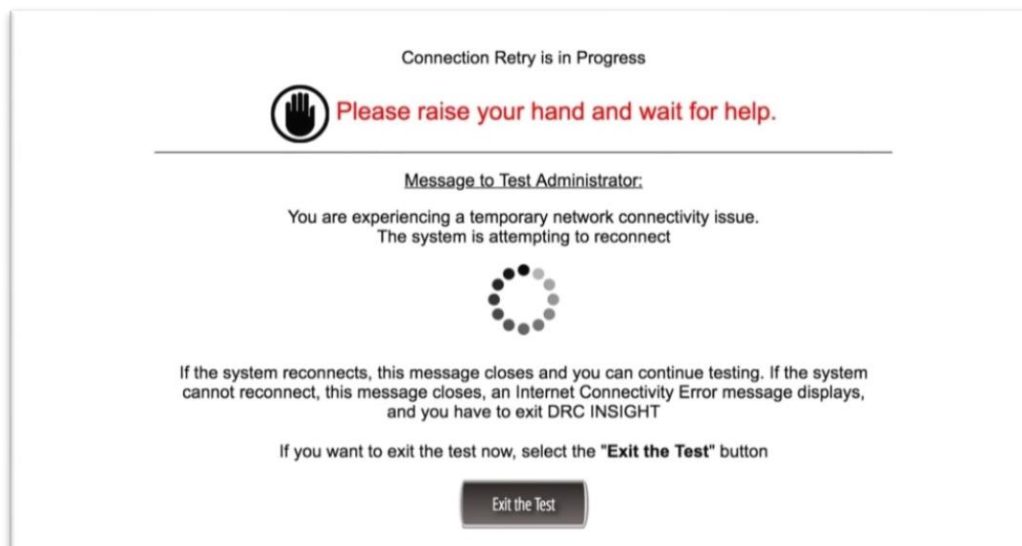 Connection Retry is in Progress
Please raise your hand and wait for help.
Message to Test Administrator:
You are experiencing a temporary network connectivity issue.
The system is attempting to reconnect
If the system reconnects, this message closes and you can continue testing. If the system
cannot reconnect, this message closes, an Internet Connectivity Error message displays,
and you have to exit DRC INSIGHT
If you want to exit the test now, select the "Exit the Test" button
Exit the Test